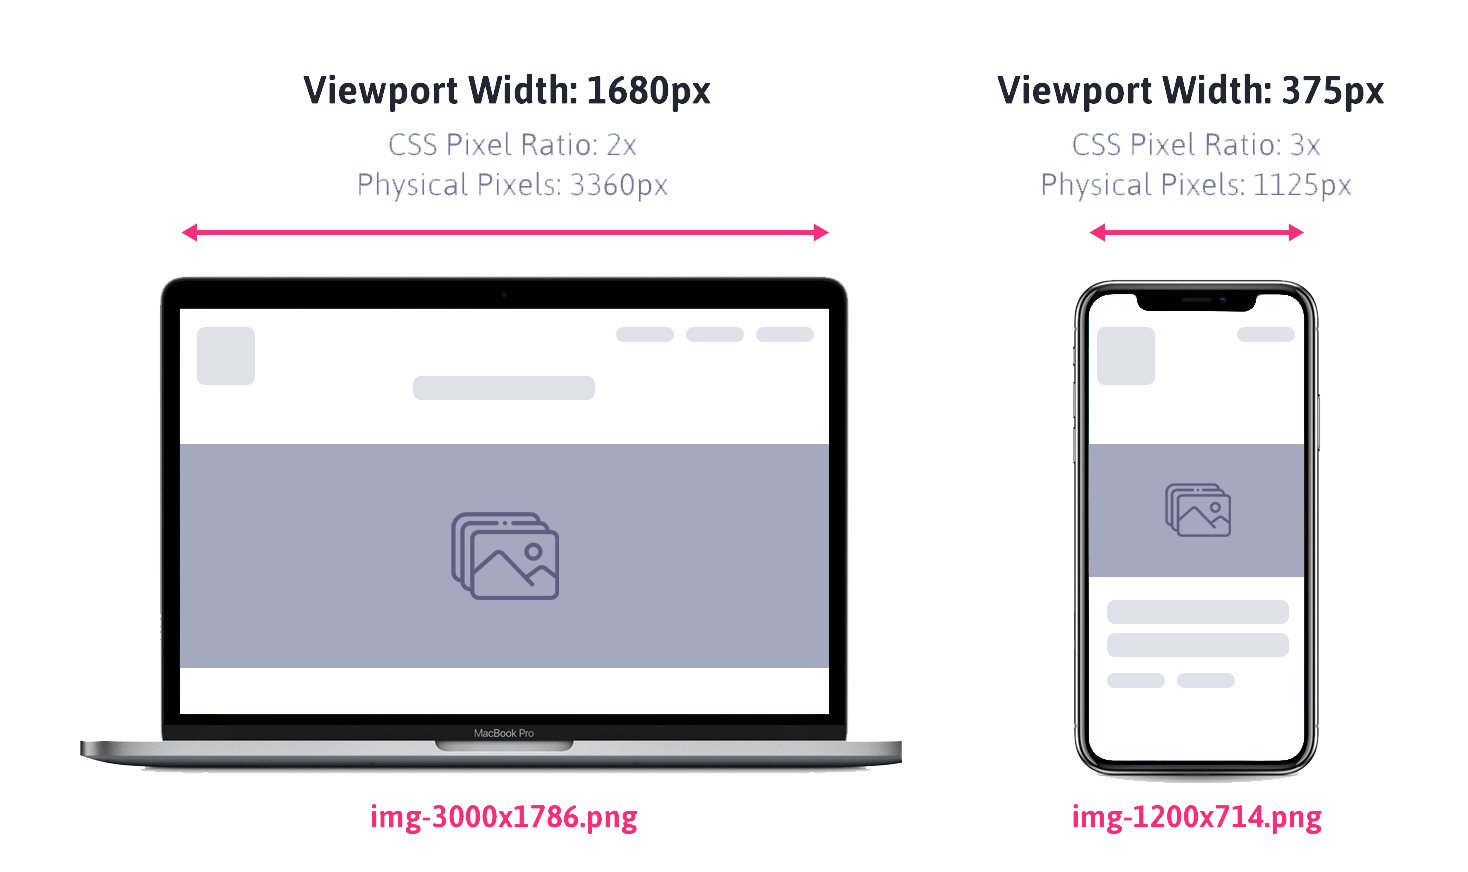 Viewport Width: 1680px
CSS Pixel Ratio: 2x
Physical Pixels: 3360px
MacBook Pro
img-3000x1786.png
Viewport Width: 375px
CSS Pixel Ratio: 3x
Physical Pixels: 1125px
img-1200x714.png